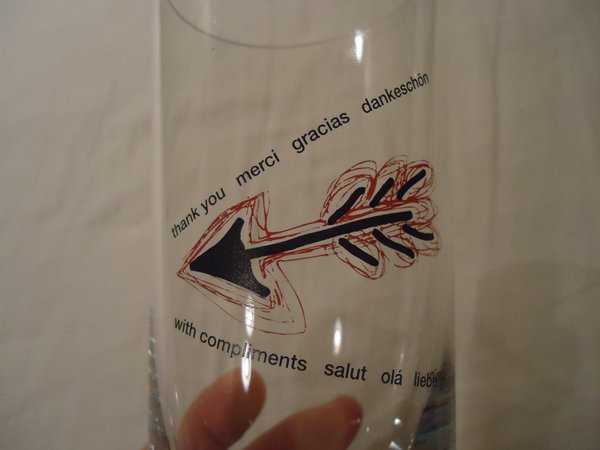 thank you merci gracias dankeschön
with compliments salut olá